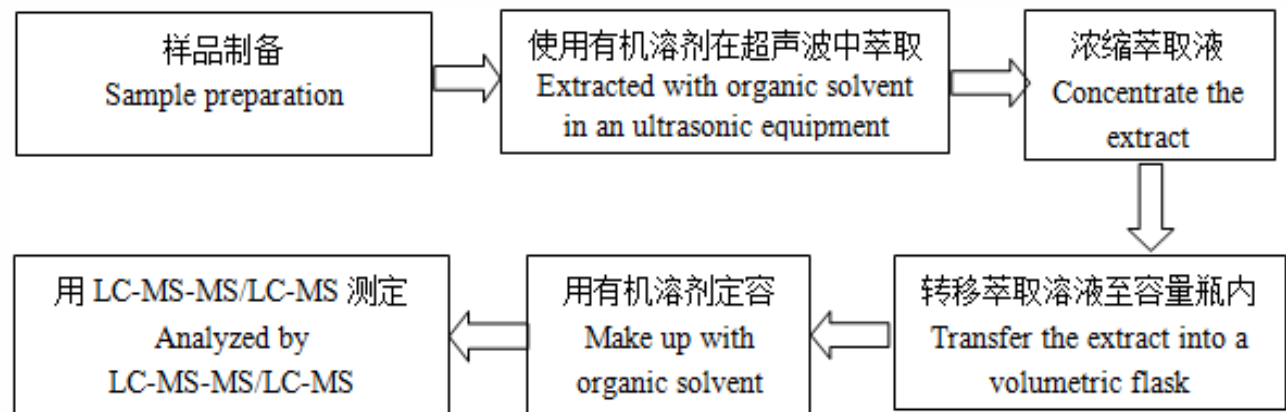 样品制备
Sample preparation
使用有机溶剂在超声波中萃取
Extracted with organic solvent
in an ultrasonic equipment
浓缩萃取液
Concentrate the
extract
转移萃取溶液至容量瓶内
Transfer the extract into a
volumetric flask
用有机溶剂定容
Make up with
organic solvent
用 LC-MS-MS/LC-MS 测定
Analyzed by
LC-MS-MS/LC-MS